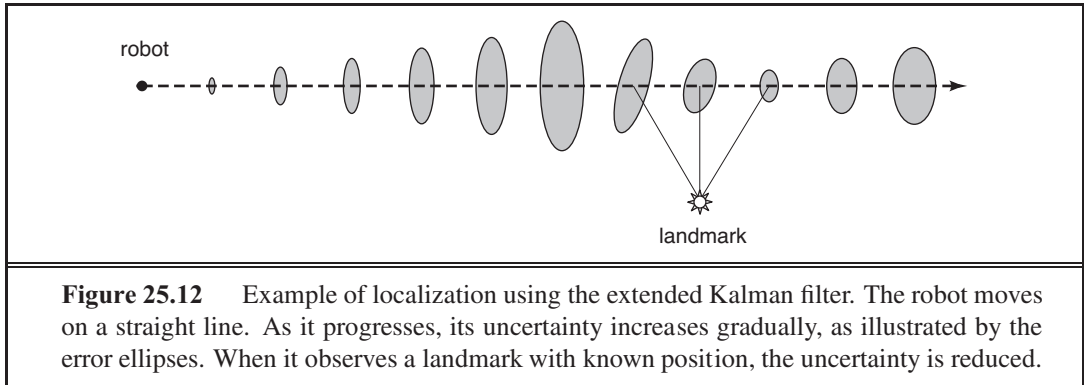 robot
landmark
Figure 25.12 Example of localization using the extended Kalman filter. The robot moves
on a straight line. As it progresses, its uncertainty increases gradually, as illustrated by the
error ellipses. When it observes a landmark with known position, the uncertainty is reduced.